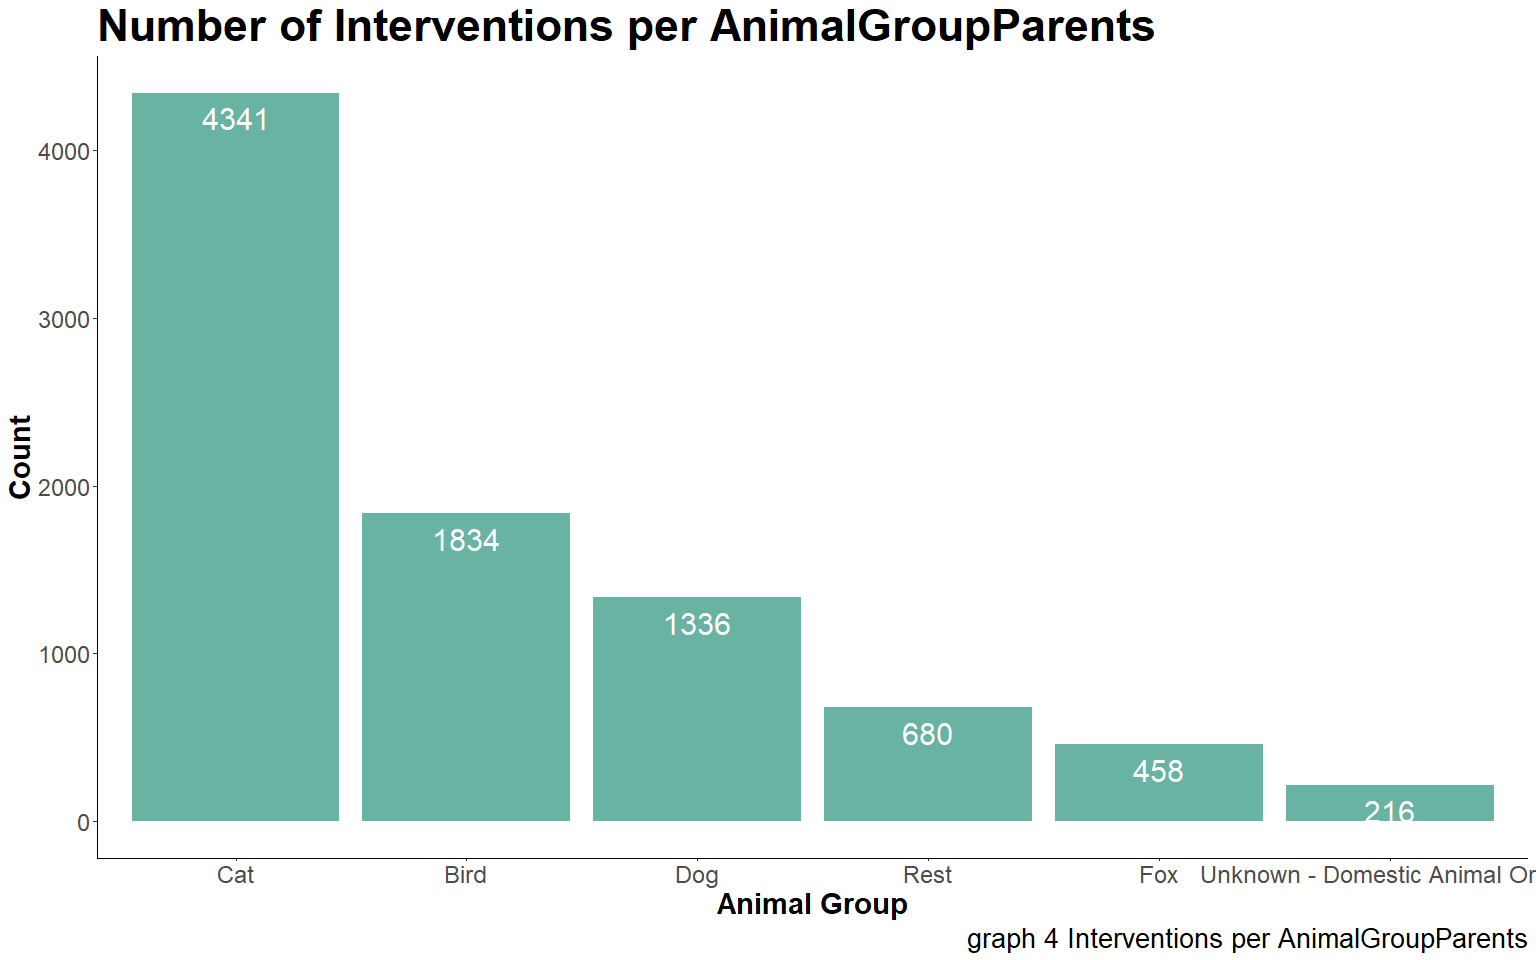 Number of Interventions per AnimalGroupParents
4341
4000
3000
Count
2000
1834
1336
1000
680
458
216
0
Cat
Bird
Dog
Rest
Fox
Unknown - Domestic Animal Or
Animal Group
graph 4 Interventions per AnimalGroupParents